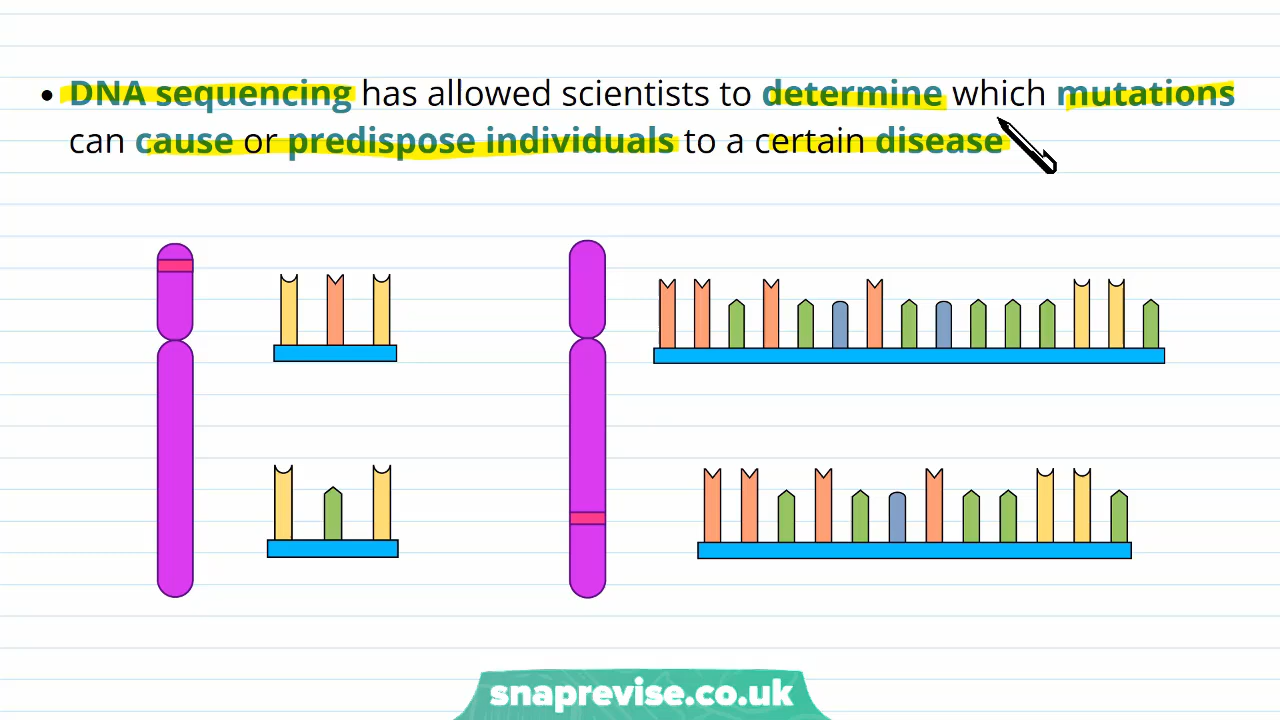 • DNA sequencing has allowed scientists to determine which mutations
can cause or predispose individuals to a certain disease
snaprevise.co.uk